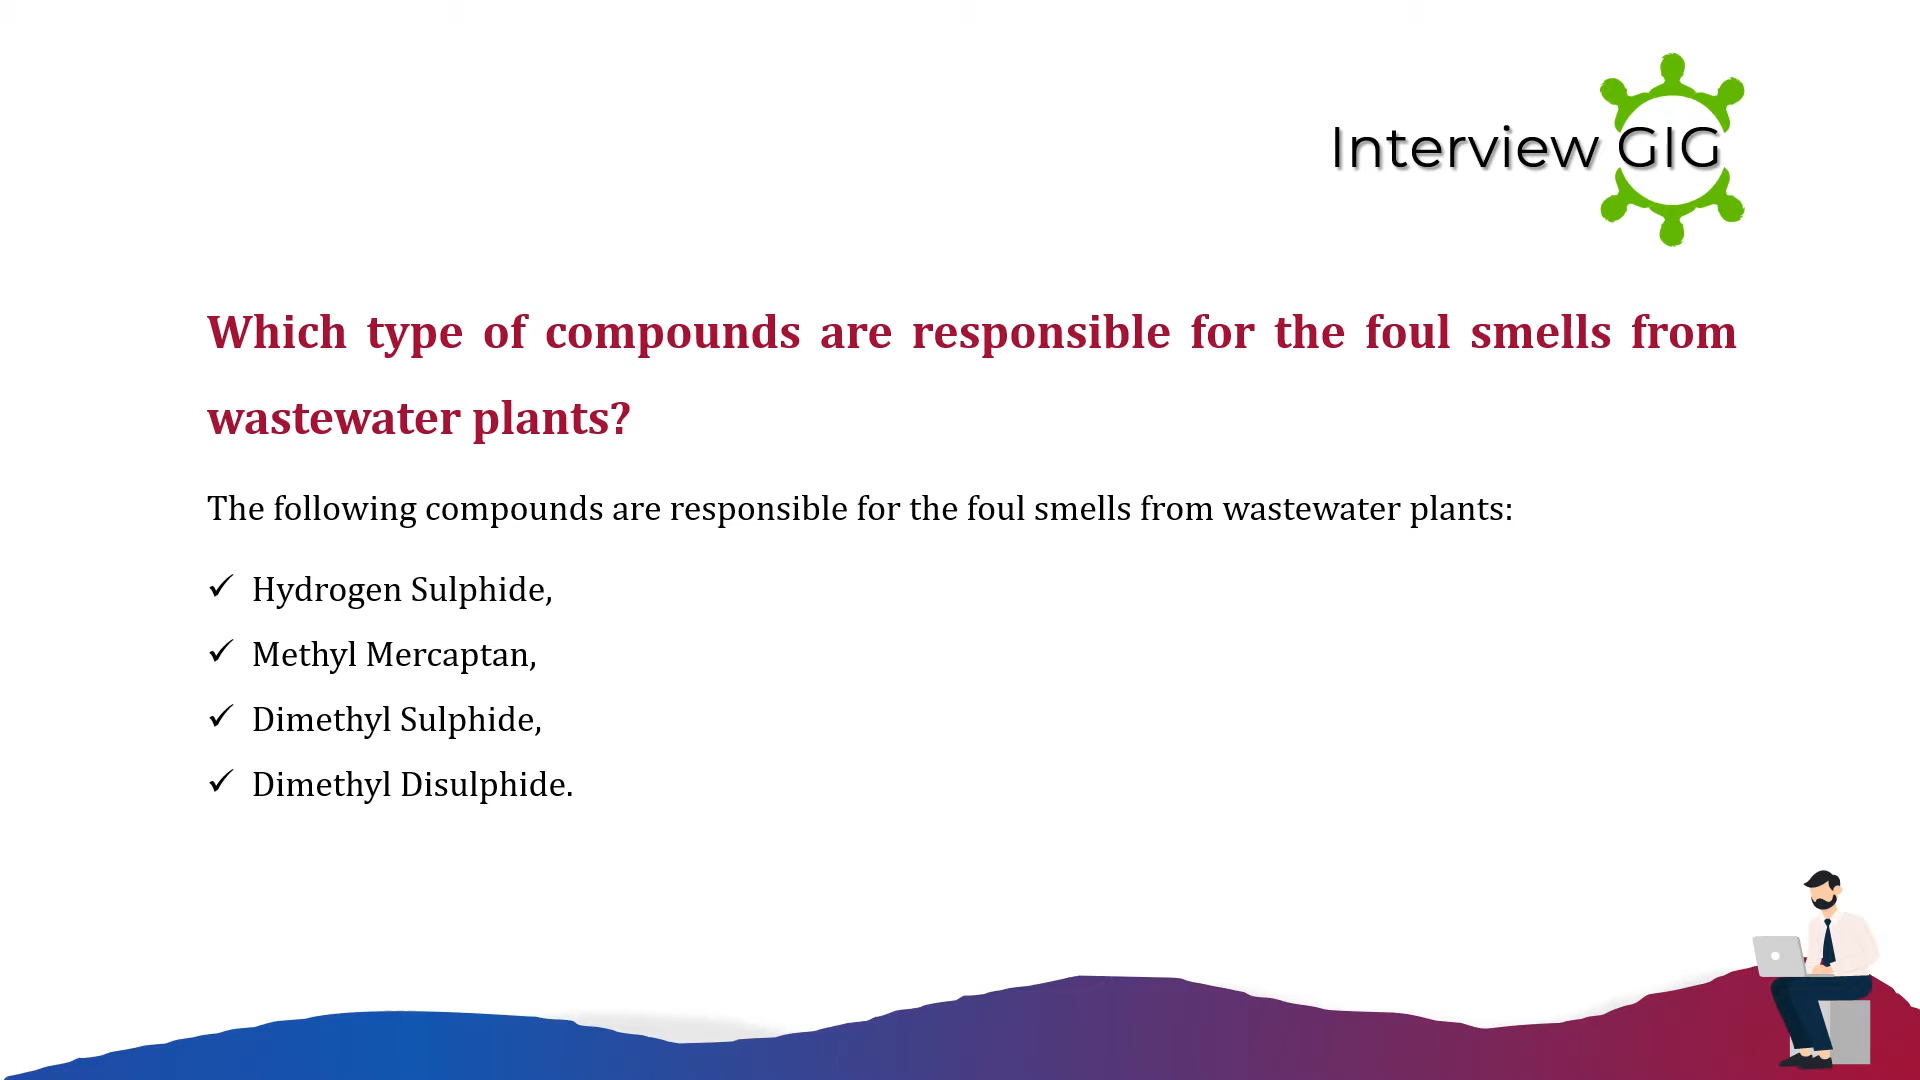 Interview GIG
Which type of compounds are responsible for the foul smells from
wastewater plants?
The following compounds are responsible for the foul smells from wastewater plants:
✓ Hydrogen Sulphide,
✓ Methyl Mercaptan,
✓ Dimethyl Sulphide,
✓ Dimethyl Disulphide.